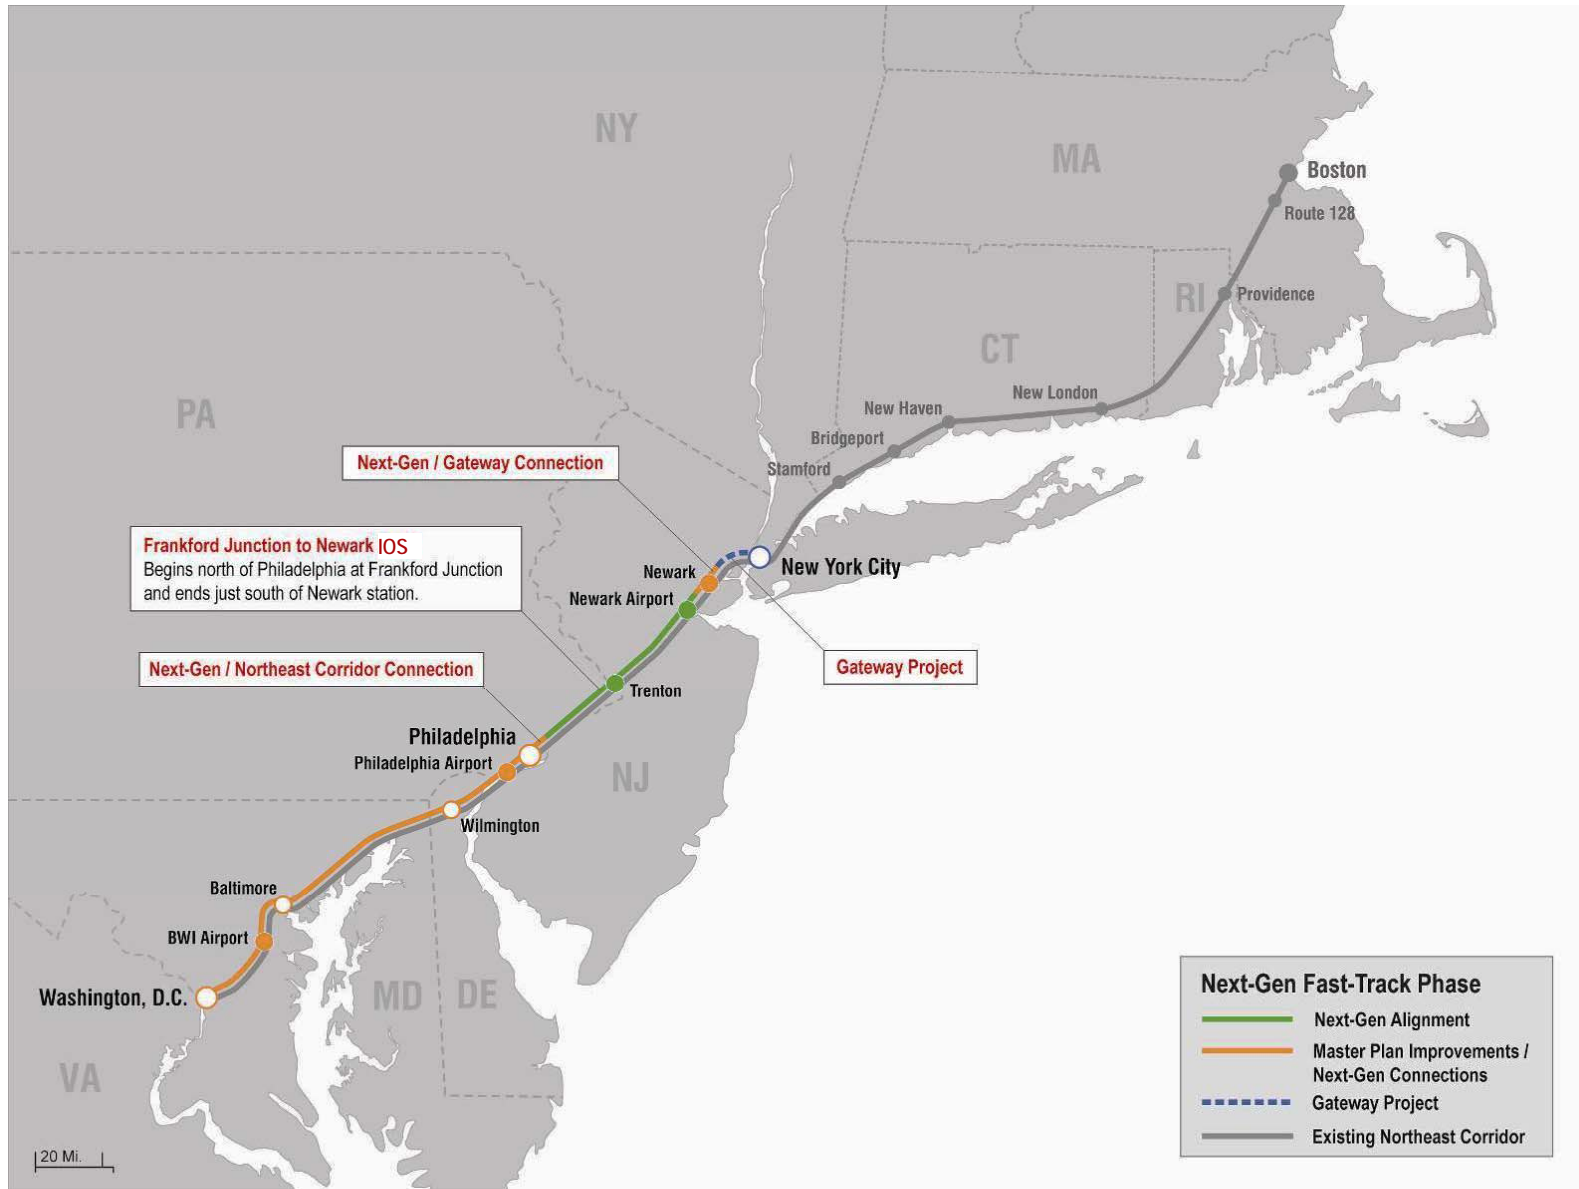 NY
MA
Boston
Route 128
RI
Providence
CT
New London
New Haven
Bridgeport
Stamford
PA
Next-Gen / Gateway Connection
Frankford Junction to Newark IOS
Begins north of Philadelphia at Frankford Junction
and ends just south of Newark station.
New York City
Newark
Newark Airport
Next-Gen / Northeast Corridor Connection
Gateway Project
Trenton
Philadelphia
Philadelphia Airport
NJ
Wilmington
Baltimore
BWI Airport
Washington, D.C.
MD
DE
VA
20 Mi.
Next-Gen Fast-Track Phase
Next-Gen Alignment
Master Plan Improvements /
Next-Gen Connections
Gateway Project
Existing Northeast Corridor